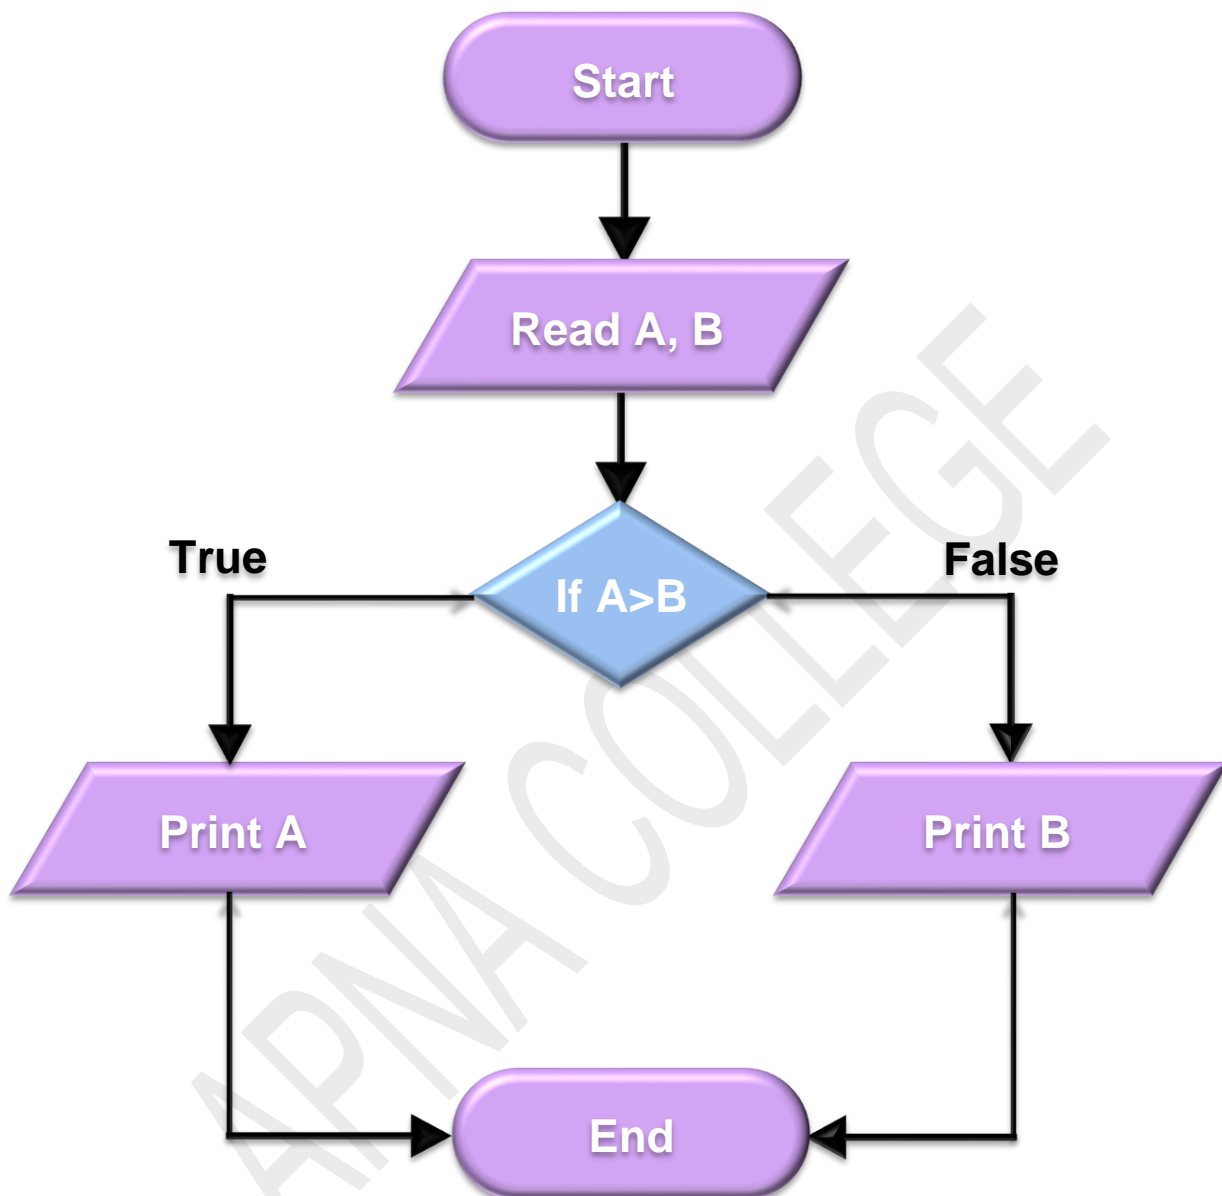 Start
Read A, B
True
If A>B
False
Print A
Print B
End
APNA COLLEGE